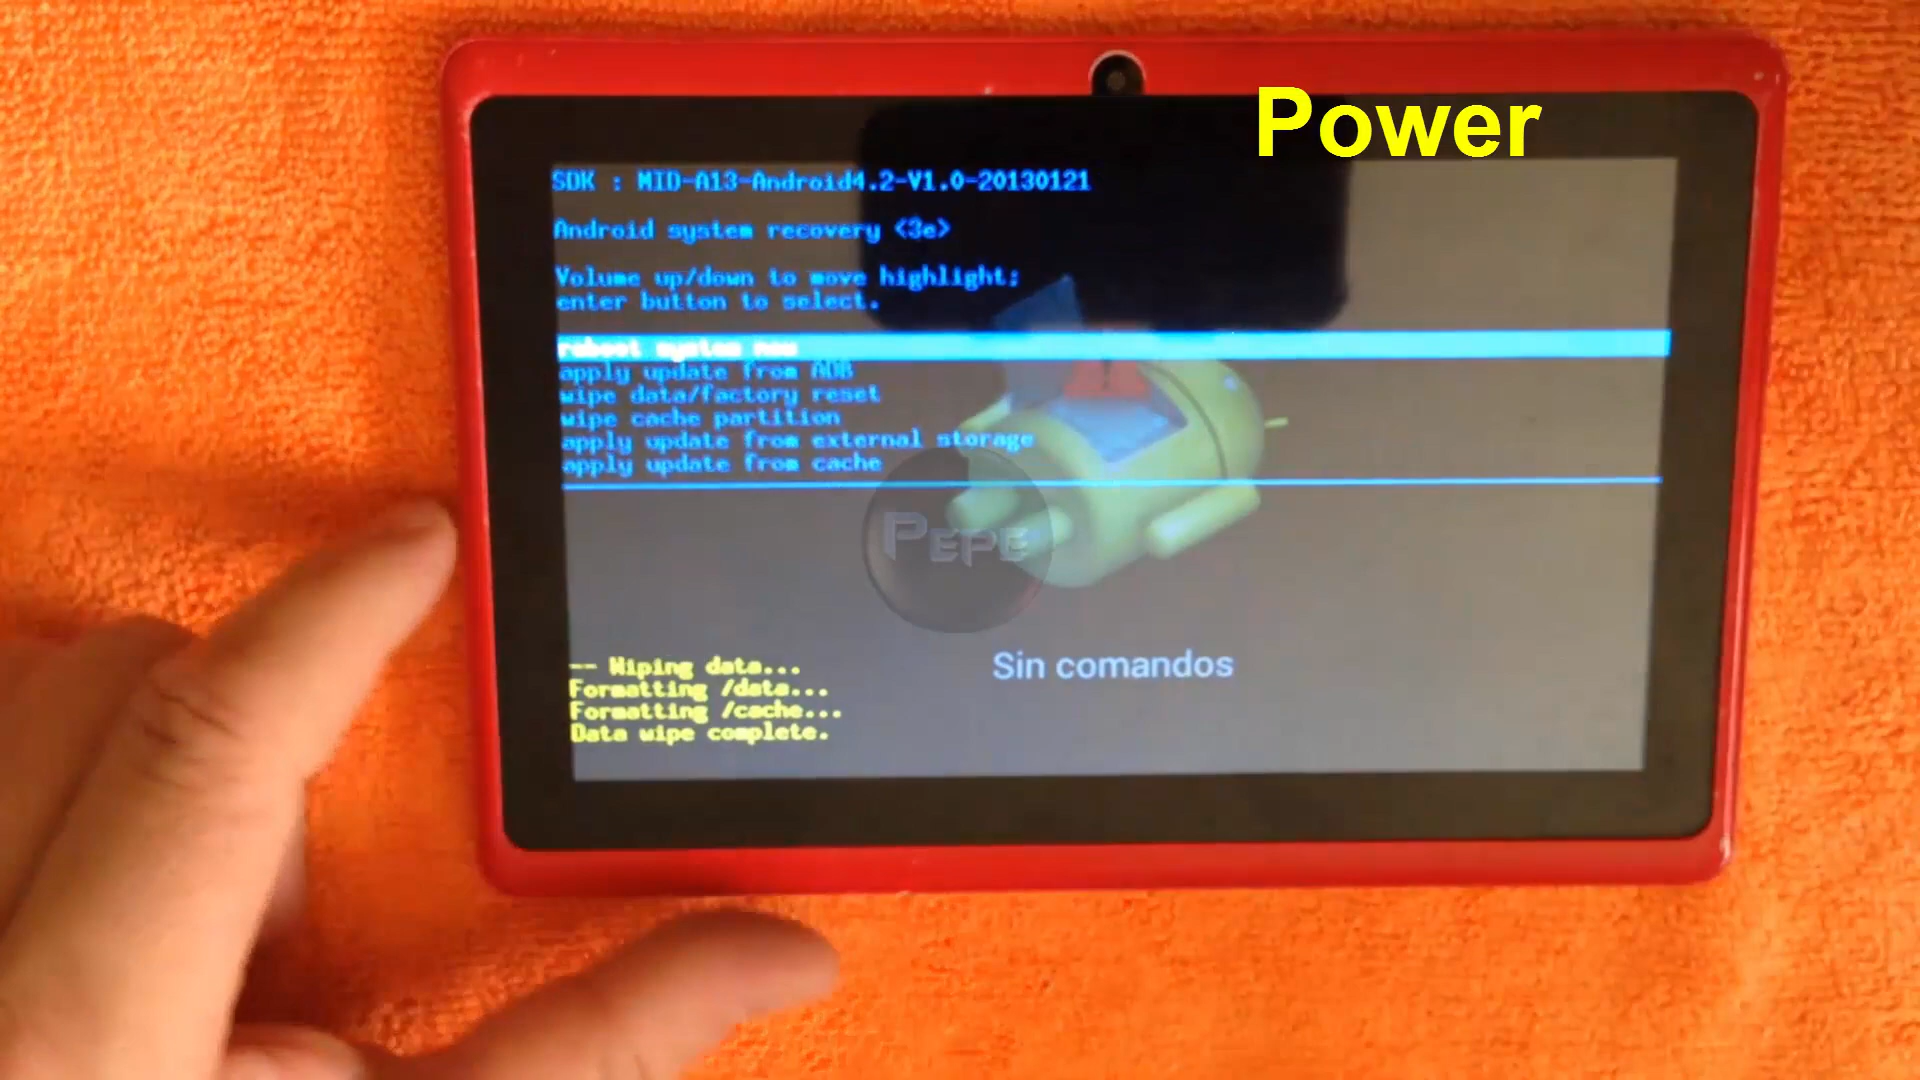 Power
SDK : MID-A13-Android4.2-V1.0-20130121
Android system recovery <3e>
Volume up/down to move highlight;
enter button to select.
reboot system now
apply update from ADB
wipe data/factory reset
wipe cache partition
apply update from external storage
apply update from cache
PEPE
Sin comandos
-- Wiping data...
Formatting /data...
Formatting /cache...
Data wipe complete.